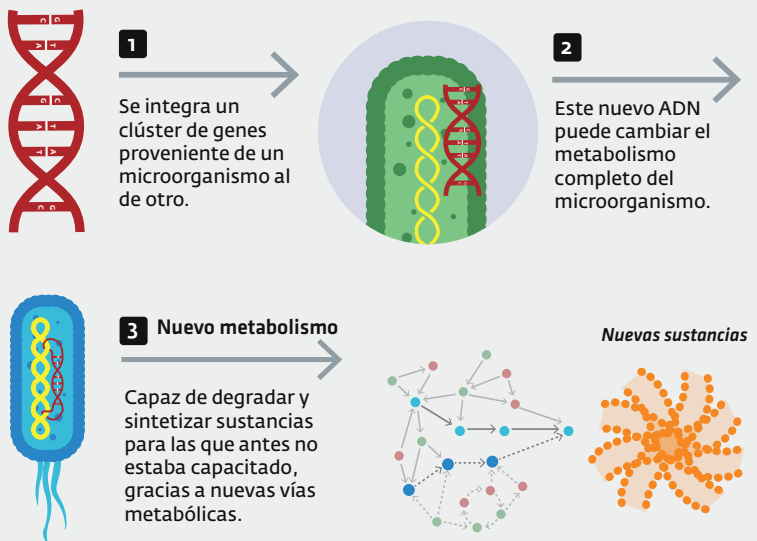 1
Se integra un
clúster de genes
proveniente de un
microorganismo al
de otro.
2
Este nuevo ADN
puede cambiar el
metabolismo
completo del
microorganismo.
3 Nuevo metabolismo
Capaz de degradar y
sintetizar sustancias
para las que antes no
estaba capacitado,
gracias a nuevas vías
metabólicas.
Nuevas sustancias